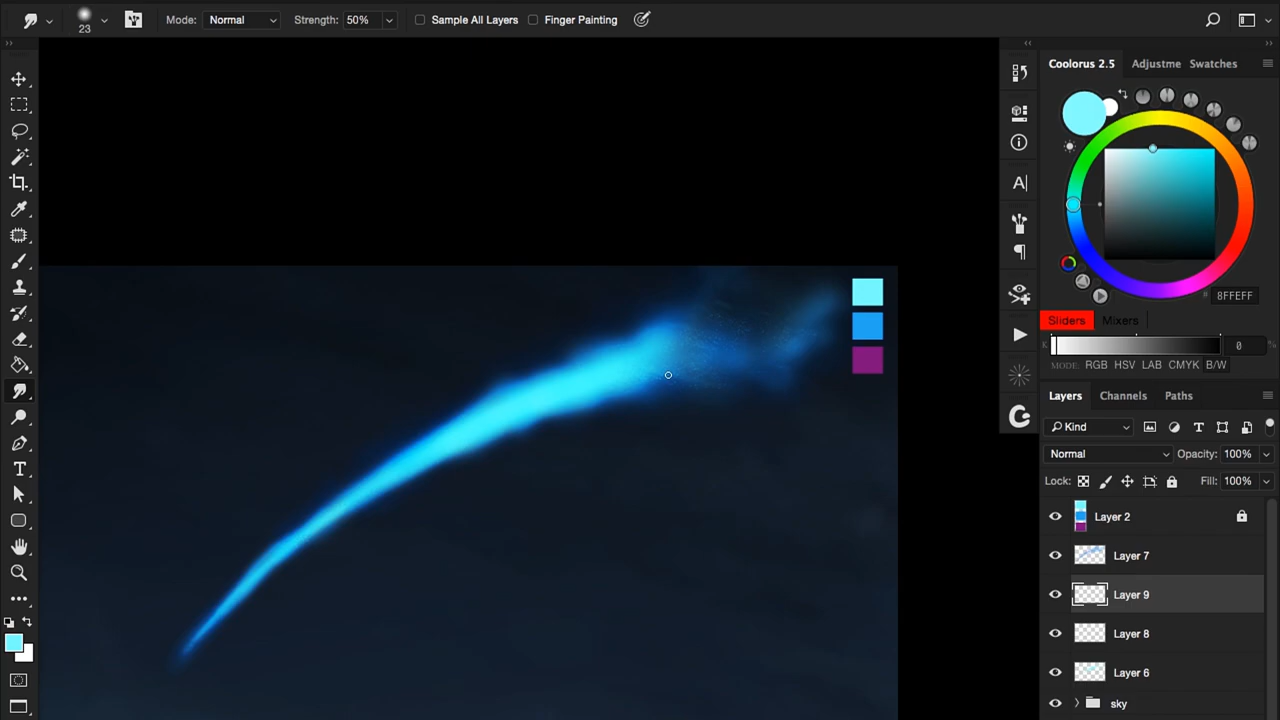 Mode: Normal Strength: 50% Sample All Layers Finger Painting
23
Coolorus 2.5 Adjustme Swatches
# 8FFEFF
Sliders Mixers
K 0 %
MODE: RGB HSV LAB CMYK B/W
Layers Channels Paths
Kind
Normal Opacity: 100%
Lock: Fill: 100%
Layer 2
Layer 7
Layer 9
Layer 8
Layer 6
sky